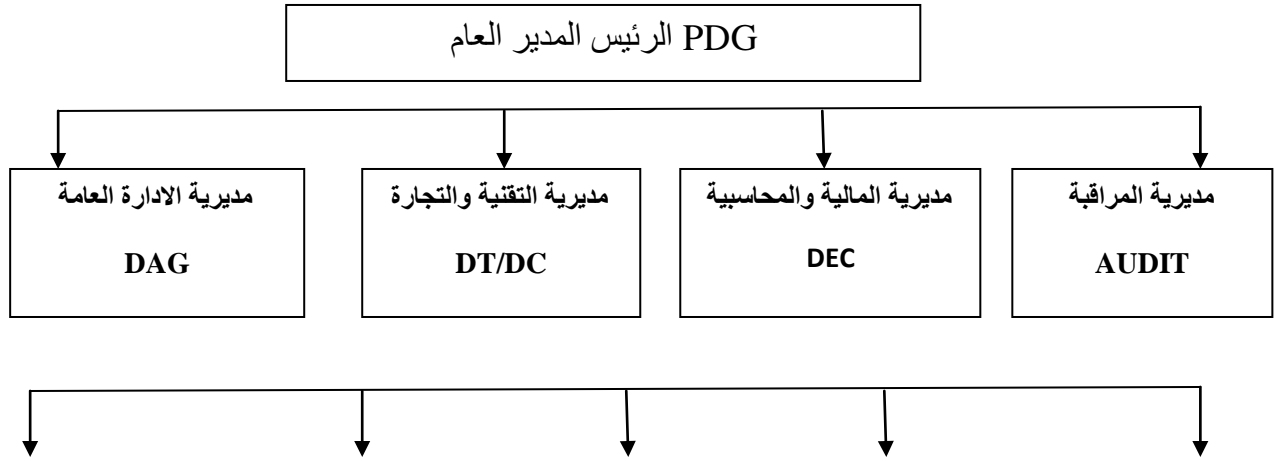 PDG الرئيس المدير العام
مديرية المراقبة
AUDIT
مديرية المالية والمحاسبية
DEC
مديرية التقنية والتجارة
DT/DC
مديرية الادارة العامة
DAG